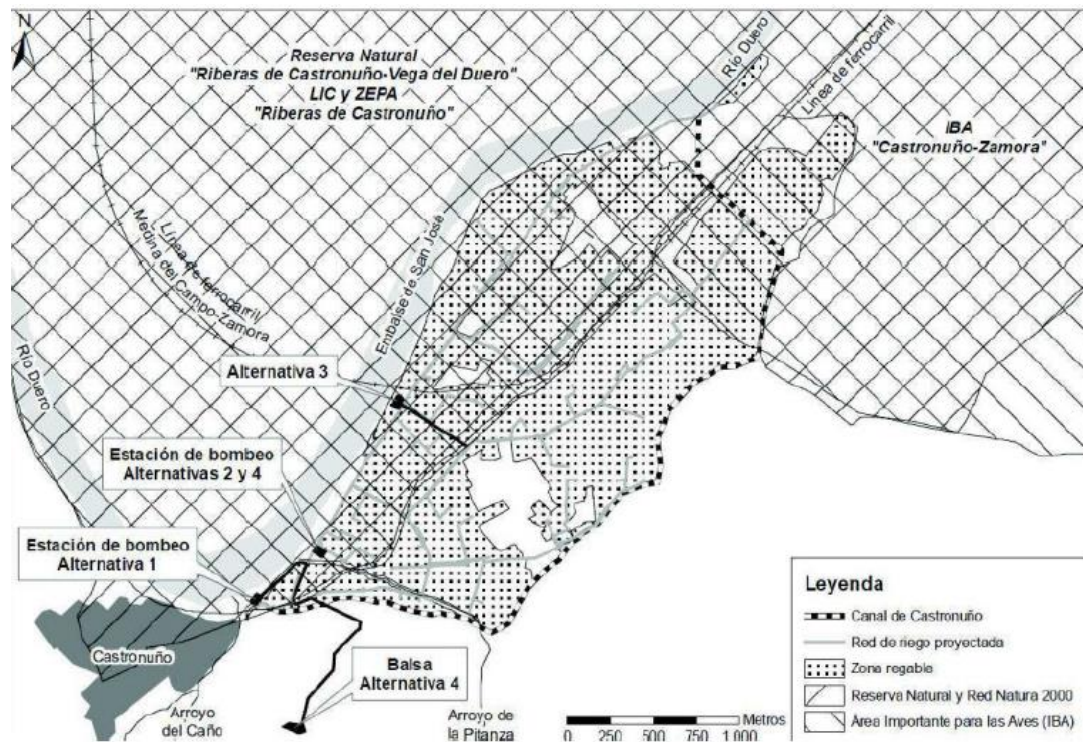 N
Reserva Natural
"Riberas de Castronuño-Vega del Duero"
LIC y ZEPA
"Riberas de Castronuño"
Río Duero
Línea de ferrocarril
IBA
"Castronuño-Zamora"
Línea de ferrocarril
Medina del Campo-Zamora
Embalse de San José
Río Duero
Alternativa 3
Estación de bombeo
Alternativas 2 y 4
Estación de bombeo
Alternativa 1
Castronuño
Arroyo
del Caño
Balsa
Alternativa 4
Arroyo de
la Pitanza
0 250 500 750 1.000
Metros
Leyenda
Canal de Castronuño
Red de riego proyectada
Zona regable
Reserva Natural y Red Natura 2000
Área Importante para las Aves (IBA)